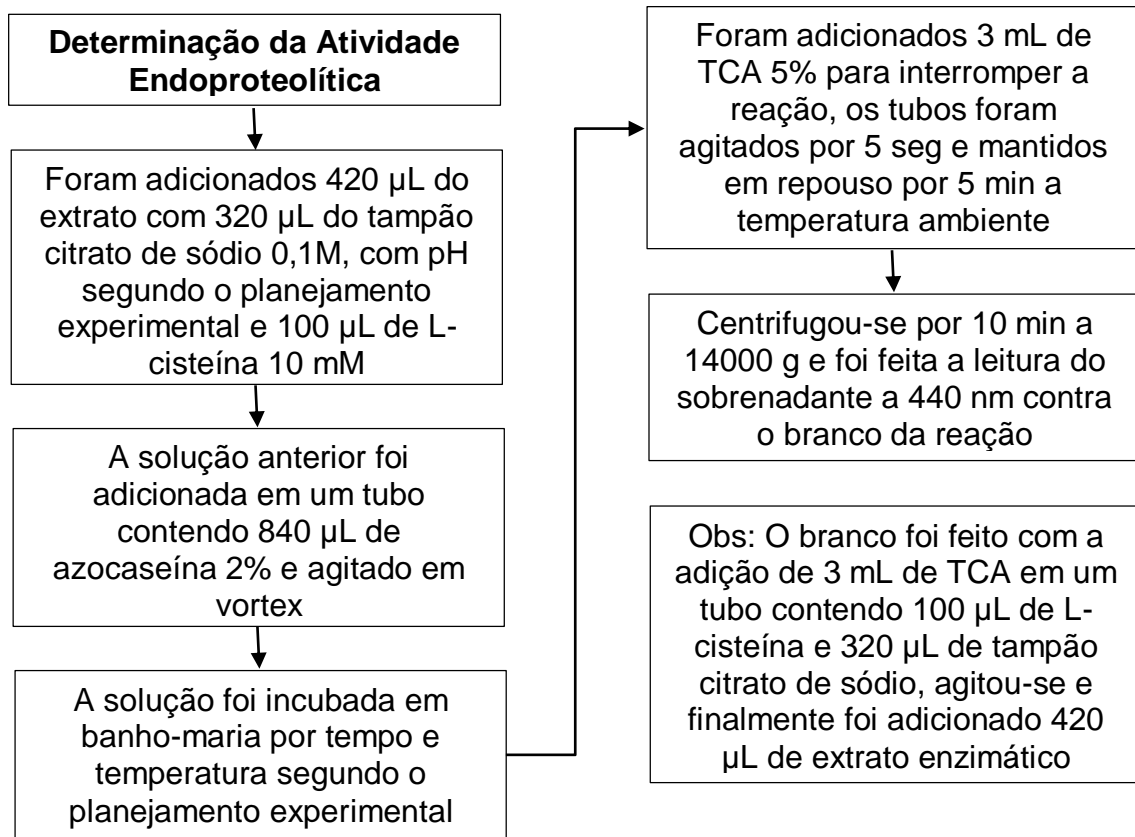 Determinação da Atividade
Endoproteolítica
Foram adicionados 420 µL do
extrato com 320 µL do tampão
citrato de sódio 0,1M, com pH
segundo o planejamento
experimental e 100 µL de L-
cisteína 10 mM
A solução anterior foi
adicionada em um tubo
contendo 840 µL de
azocaseína 2% e agitado em
vortex
A solução foi incubada em
banho-maria por tempo e
temperatura segundo o
planejamento experimental
Foram adicionados 3 mL de
TCA 5% para interromper a
reação, os tubos foram
agitados por 5 seg e mantidos
em repouso por 5 min a
temperatura ambiente
Centrifugou-se por 10 min a
14000 g e foi feita a leitura do
sobrenadante a 440 nm contra
o branco da reação
Obs: O branco foi feito com a
adição de 3 mL de TCA em um
tubo contendo 100 µL de L-
cisteína e 320 µL de tampão
citrato de sódio, agitou-se e
finalmente foi adicionado 420
µL de extrato enzimático